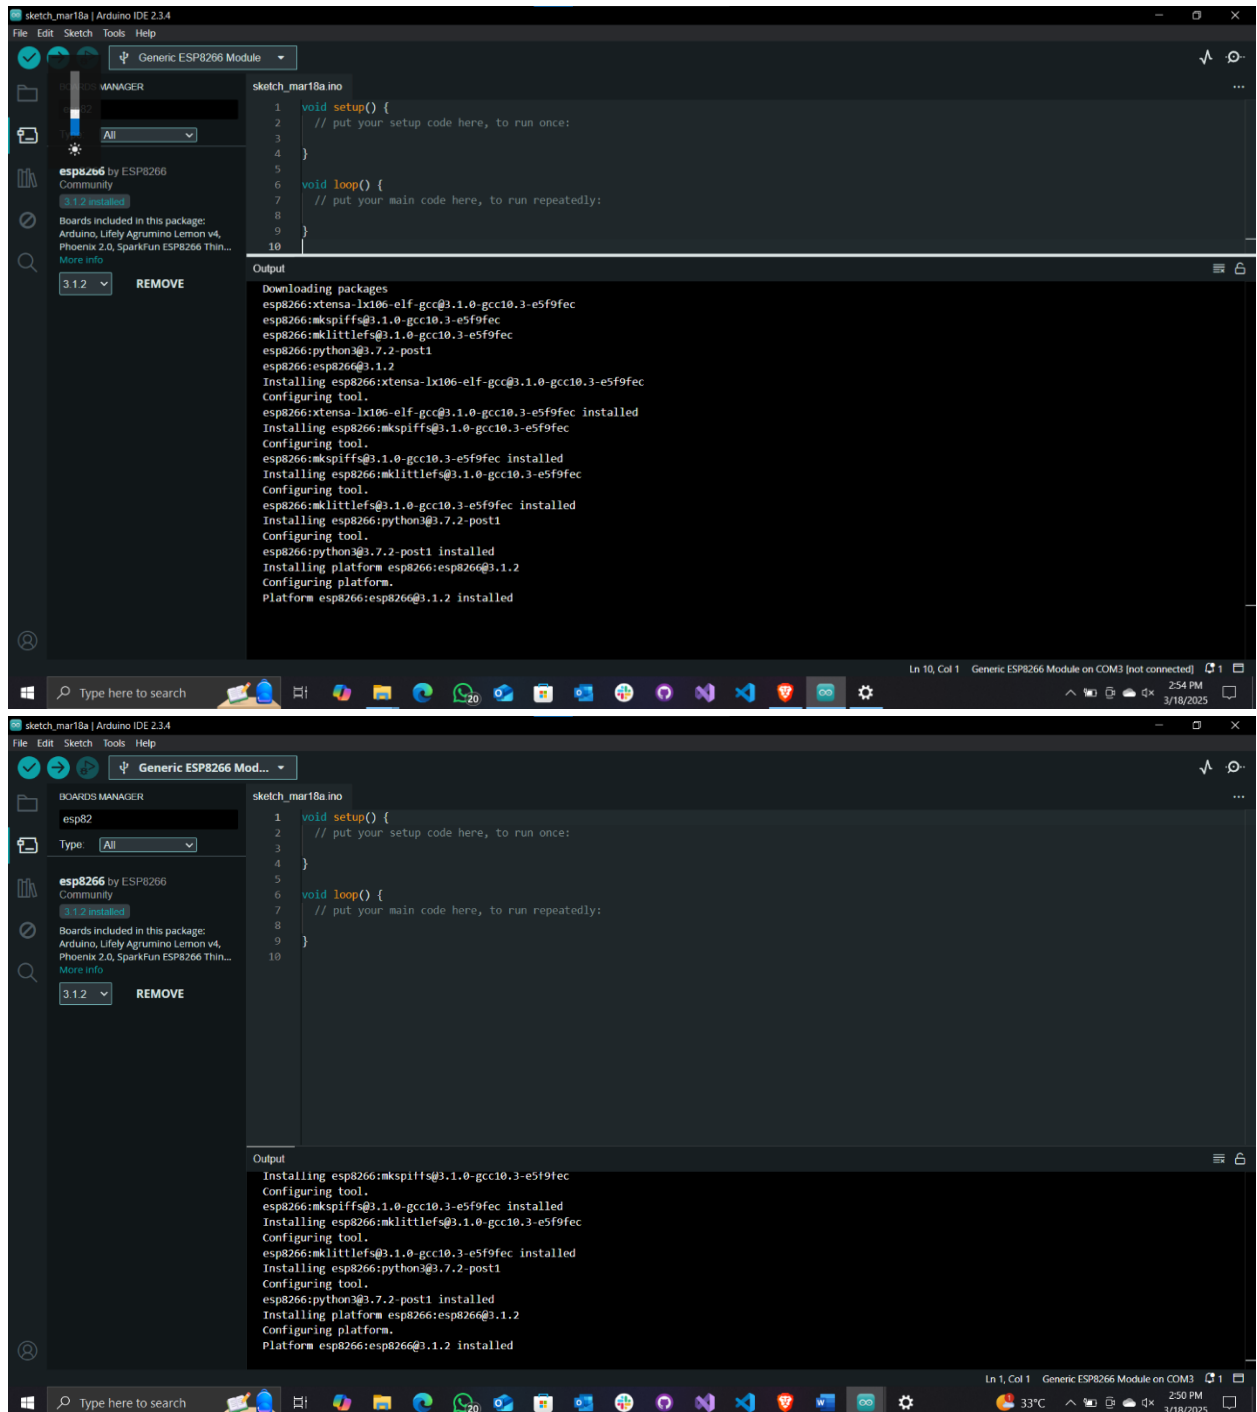 sketch_mar18a | Arduino IDE 2.3.4
File Edit Sketch Tools Help
Generic ESP8266 Module
MANAGER
sketch_mar18a.ino
All
esp8266 by ESP8266
Community
3.1.2 installed
Boards included in this package:
Arduino, Lifely Agrumino Lemon v4,
Phoenix 2.0, SparkFun ESP8266 Thin...
More info
3.1.2 REMOVE
1 void setup() {
2 // put your setup code here, to run once:
3
4 }
5
6 void loop() {
7 // put your main code here, to run repeatedly:
8
9 }
10
Output
Downloading packages
esp8266:xtensa-lx106-elf-gcc@3.1.0-gcc10.3-e5f9fec
esp8266:mkspiffs@3.1.0-gcc10.3-e5f9fec
esp8266:mklittlefs@3.1.0-gcc10.3-e5f9fec
esp8266:python3@3.7.2-post1
esp8266:esp8266@3.1.2
Installing esp8266:xtensa-lx106-elf-gcc@3.1.0-gcc10.3-e5f9fec
Configuring tool.
esp8266:xtensa-lx106-elf-gcc@3.1.0-gcc10.3-e5f9fec installed
Installing esp8266:mkspiffs@3.1.0-gcc10.3-e5f9fec
Configuring tool.
esp8266:mkspiffs@3.1.0-gcc10.3-e5f9fec installed
Installing esp8266:mklittlefs@3.1.0-gcc10.3-e5f9fec
Configuring tool.
esp8266:mklittlefs@3.1.0-gcc10.3-e5f9fec installed
Installing esp8266:python3@3.7.2-post1
Configuring tool.
esp8266:python3@3.7.2-post1 installed
Installing platform esp8266:esp8266@3.1.2
Configuring platform.
Platform esp8266:esp8266@3.1.2 installed
Ln 10, Col 1 Generic ESP8266 Module on COM3 [not connected] 1
Type here to search
20
2:54 PM
3/18/2025
sketch_mar18a | Arduino IDE 2.3.4
File Edit Sketch Tools Help
Generic ESP8266 Mod...
BOARDS MANAGER
sketch_mar18a.ino
esp82
Type: All
esp8266 by ESP8266
Community
3.1.2 installed
Boards included in this package:
Arduino, Lifely Agrumino Lemon v4,
Phoenix 2.0, SparkFun ESP8266 Thin...
More info
3.1.2 REMOVE
1 void setup() {
2 // put your setup code here, to run once:
3
4 }
5
6 void loop() {
7 // put your main code here, to run repeatedly:
8
9 }
10
Output
Installing esp8266:mkspiffs@3.1.0-gcc10.3-e5f9fec
Configuring tool.
esp8266:mkspiffs@3.1.0-gcc10.3-e5f9fec installed
Installing esp8266:mklittlefs@3.1.0-gcc10.3-e5f9fec
Configuring tool.
esp8266:mklittlefs@3.1.0-gcc10.3-e5f9fec installed
Installing esp8266:python3@3.7.2-post1
Configuring tool.
esp8266:python3@3.7.2-post1 installed
Installing platform esp8266:esp8266@3.1.2
Configuring platform.
Platform esp8266:esp8266@3.1.2 installed
Ln 1, Col 1 Generic ESP8266 Module on COM3 1
Type here to search
20
33°C
2:50 PM
3/18/2025